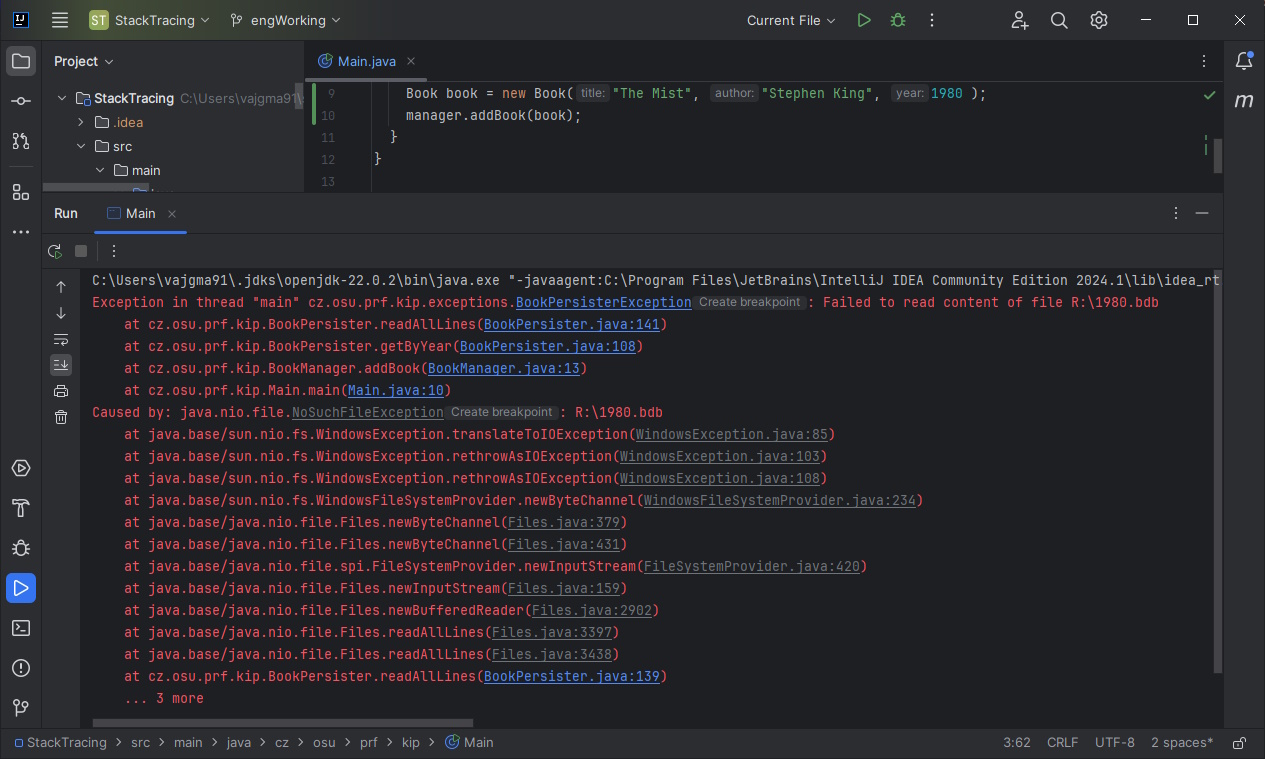 ST StackTracing engWorking Current File
Project
Main.java
StackTracing C:\Users\vajgma91\
.idea
src
main
9 Book book = new Book( title: "The Mist", author: "Stephen King", year: 1980 );
10 manager.addBook(book);
11 }
12 }
13
m
Run Main
C:\Users\vajgma91\.jdks\openjdk-22.0.2\bin\java.exe "-javaagent:C:\Program Files\JetBrains\IntelliJ IDEA Community Edition 2024.1\lib\idea_rt
Exception in thread "main" cz.osu.prf.kip.exceptions.BookPersisterException Create breakpoint : Failed to read content of file R:\1980.bdb
at cz.osu.prf.kip.BookPersister.readAllLines(BookPersister.java:141)
at cz.osu.prf.kip.BookPersister.getByYear(BookPersister.java:108)
at cz.osu.prf.kip.BookManager.addBook(BookManager.java:13)
at cz.osu.prf.kip.Main.main(Main.java:10)
Caused by: java.nio.file.NoSuchFileException Create breakpoint : R:\1980.bdb
at java.base/sun.nio.fs.WindowsException.translateToIOException(WindowsException.java:85)
at java.base/sun.nio.fs.WindowsException.rethrowAsIOException(WindowsException.java:103)
at java.base/sun.nio.fs.WindowsException.rethrowAsIOException(WindowsException.java:108)
at java.base/sun.nio.fs.WindowsFileSystemProvider.newByteChannel(WindowsFileSystemProvider.java:234)
at java.base/java.nio.file.Files.newByteChannel(Files.java:379)
at java.base/java.nio.file.Files.newByteChannel(Files.java:431)
at java.base/java.nio.file.spi.FileSystemProvider.newInputStream(FileSystemProvider.java:420)
at java.base/java.nio.file.Files.newInputStream(Files.java:159)
at java.base/java.nio.file.Files.newBufferedReader(Files.java:2902)
at java.base/java.nio.file.Files.readAllLines(Files.java:3397)
at java.base/java.nio.file.Files.readAllLines(Files.java:3438)
at cz.osu.prf.kip.BookPersister.readAllLines(BookPersister.java:139)
... 3 more
StackTracing > src > main > java > cz > osu > prf > kip > Main 3:62 CRLF UTF-8 2 spaces*